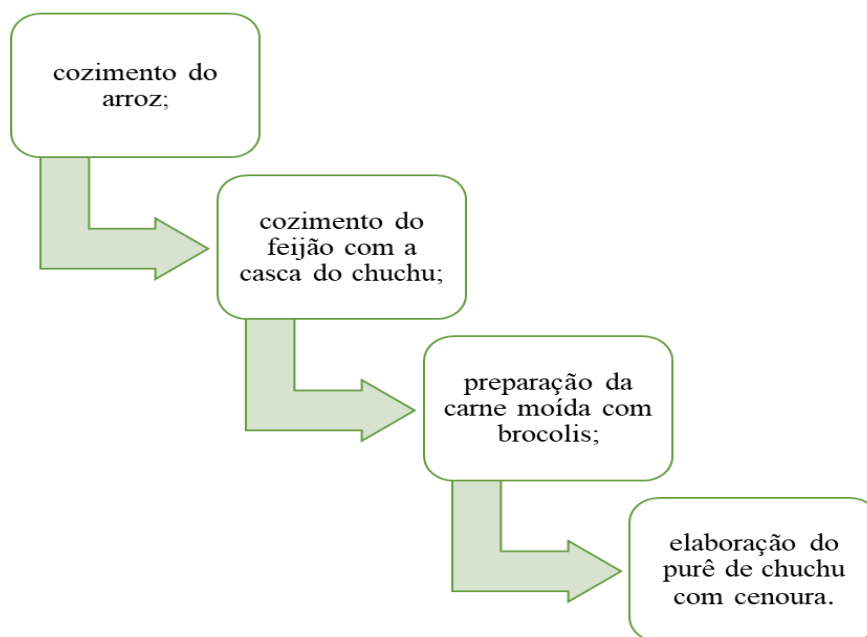 cozimento do
arroz;
cozimento do
feijão com a
casca do chuchu;
preparação da
carne moída com
brocolis;
elaboração do
purê de chuchu
com cenoura.